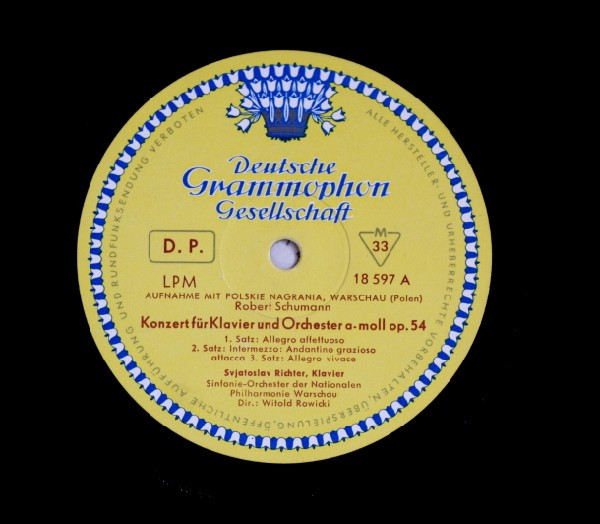 Deutsche
Grammophon
Gesellschaft
D. P.
M
33
LPM
18 597 A
AUFNAHME MIT POLSKIE NAGRANIA, WARSCHAU (Polen)
Robert Schumann
Konzert für Klavier und Orchester a-moll op. 54
1. Satz: Allegro affettuoso
2. Satz: Intermezzo: Andantino grazioso
attacca 3. Satz: Allegro vivace
Svjatoslav Richter, Klavier
Sinfonie-Orchester der Nationalen
Philharmonie Warschau
Dir.: Witold Rowicki
ALLE HERSTELLER- UND URHEBERRECHTE VORBEHALTEN, ÜBERSPIELUNG, ÖFFENTLICHE AUFFÜHRUNG UND RUNDFUNKSENDUNG VERBOTEN